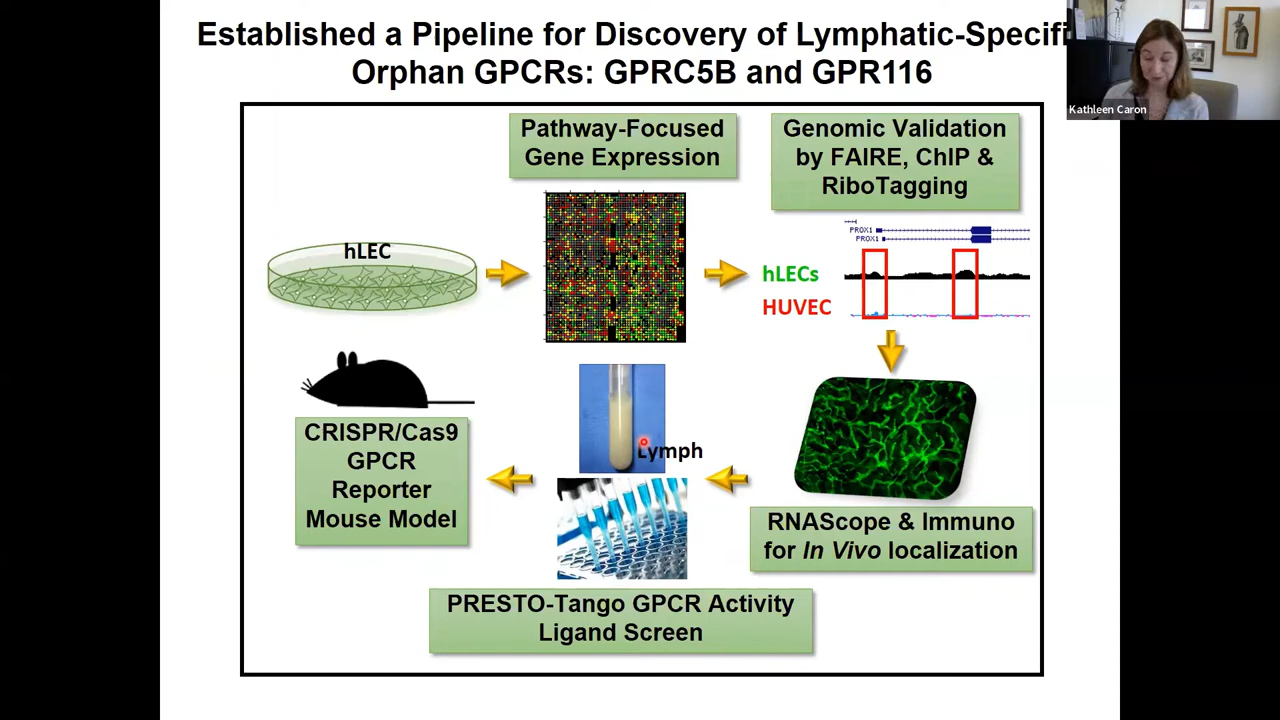 Established a Pipeline for Discovery of Lymphatic-Specifi
Orphan GPCRs: GPRC5B and GPR116
Kathleen Caron
Pathway-Focused
Gene Expression
Genomic Validation
by FAIRE, ChIP &
RiboTagging
hLEC
PROX1
PROX1
hLECs
HUVEC
CRISPR/Cas9
GPCR
Reporter
Mouse Model
Lymph
RNAScope & Immuno
for In Vivo localization
PRESTO-Tango GPCR Activity
Ligand Screen